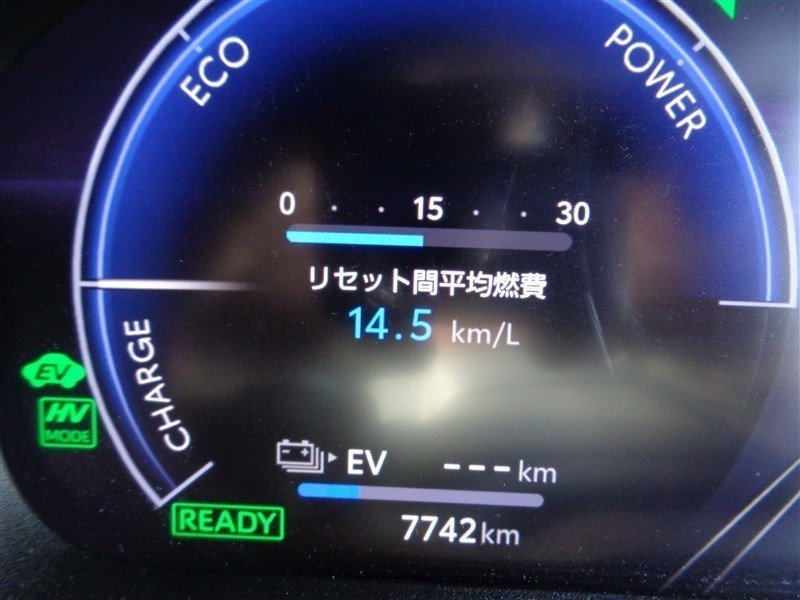 ECO
POWER
0 · · 15 · · 30
リセット間平均燃費
14.5 km/L
CHARGE
EV
HV
MODE
EV ---km
READY
7742km